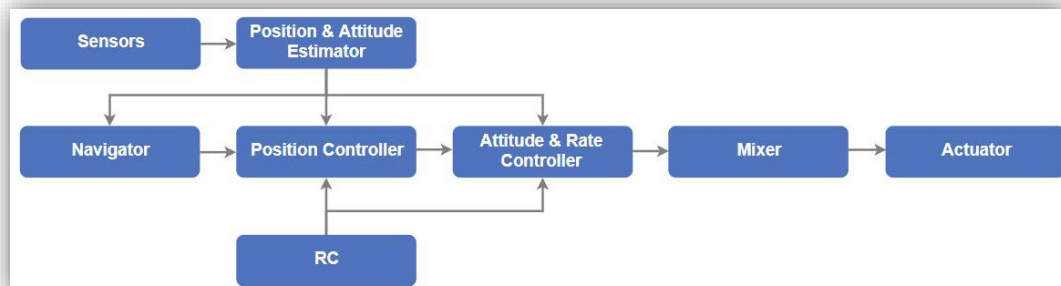 Sensors
Position & Attitude
Estimator
Navigator
Position Controller
Attitude & Rate
Controller
Mixer
Actuator
RC